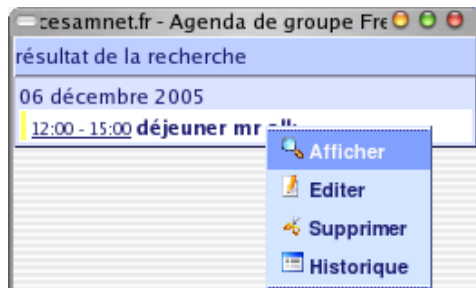 cesamnet.fr - Agenda de groupe Fre
résultat de la recherche
06 décembre 2005
12:00 - 15:00 déjeuner mr
Afficher
Editer
Supprimer
Historique